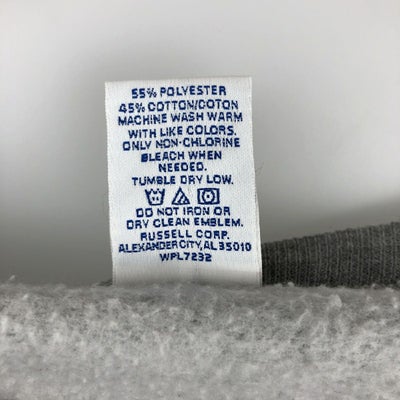 55% POLYESTER
45% COTTON/COTON
MACHINE WASH WARM
WITH LIKE COLORS.
ONLY NON-CHLORINE
BLEACH WHEN
NEEDED.
TUMBLE DRY LOW.
DO NOT IRON OR
DRY CLEAN EMBLEM.
RUSSELL CORP.
ALEXANDER CITY, AL 35010
WPL7232